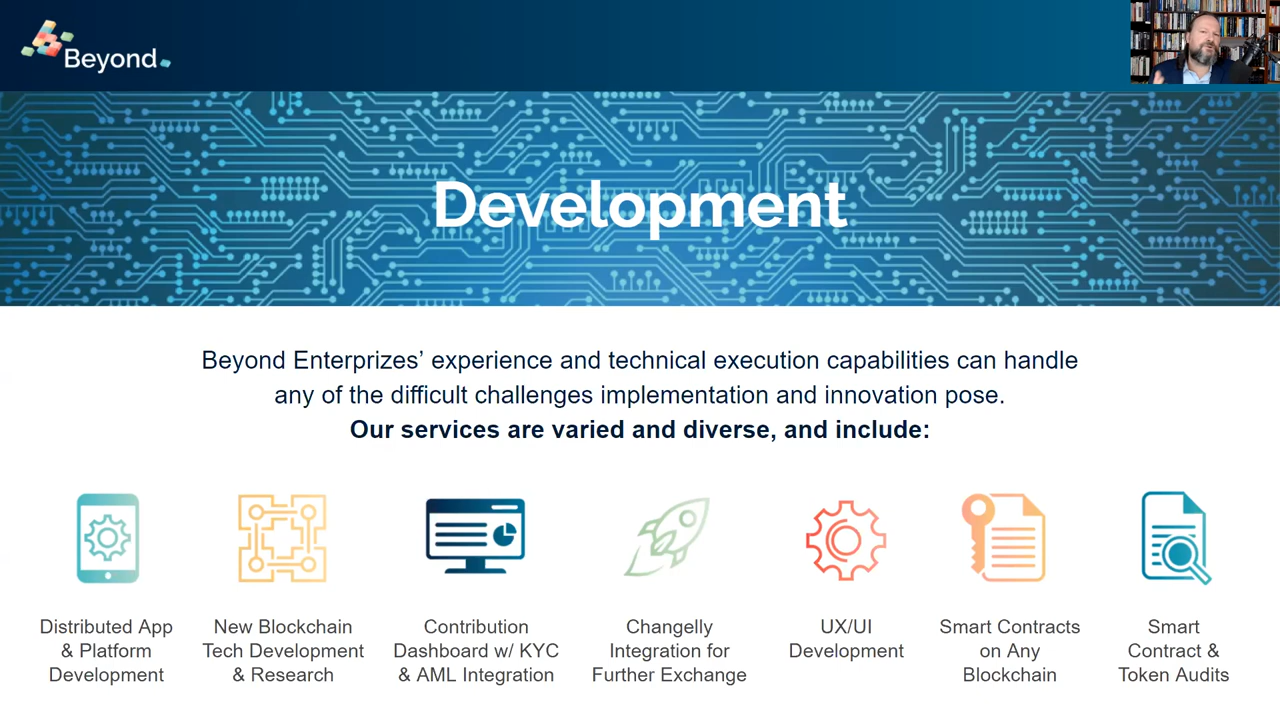 Beyond.
Development
Beyond Enterprizes’ experience and technical execution capabilities can handle
any of the difficult challenges implementation and innovation pose.
Our services are varied and diverse, and include:
Distributed App
& Platform
Development
New Blockchain
Tech Development
& Research
Contribution
Dashboard w/ KYC
& AML Integration
Changelly
Integration for
Further Exchange
UX/UI
Development
Smart Contracts
on Any
Blockchain
Smart
Contract &
Token Audits